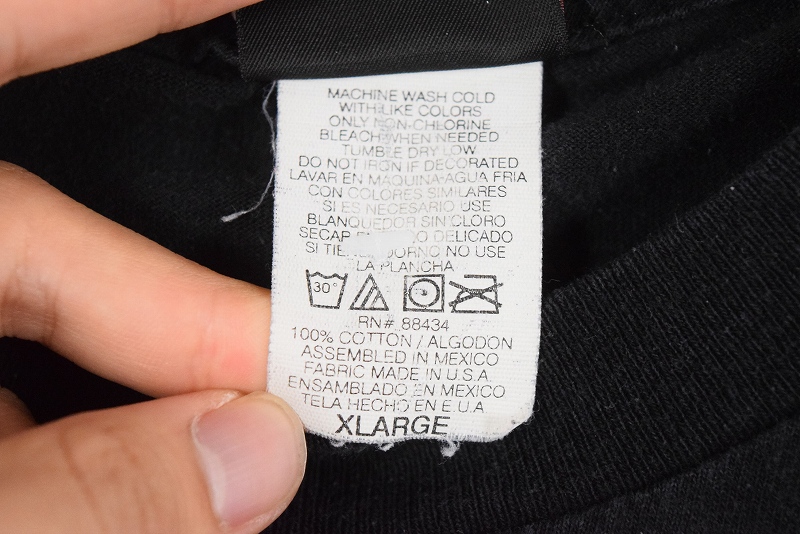 MACHINE WASH COLD
WITH LIKE COLORS
ONLY NON-CHLORINE
BLEACH WHEN NEEDED
TUMBLE DRY LOW
DO NOT IRON IF DECORATED
LAVAR EN MAQUINA-AGUA FRIA
CON COLORES SIMILARES
SI ES NECESARIO USE
BLANQUEDOR SIN CLORO
SECAR DELICADO
SI ADORNO NO USE
LA PLANCHA
30°
RN# 88434
100% COTTON / ALGODON
ASSEMBLED IN MEXICO
FABRIC MADE IN U.S.A.
ENSAMBLADO EN MEXICO
TELA HECHO EN E.U.A
XLARGE